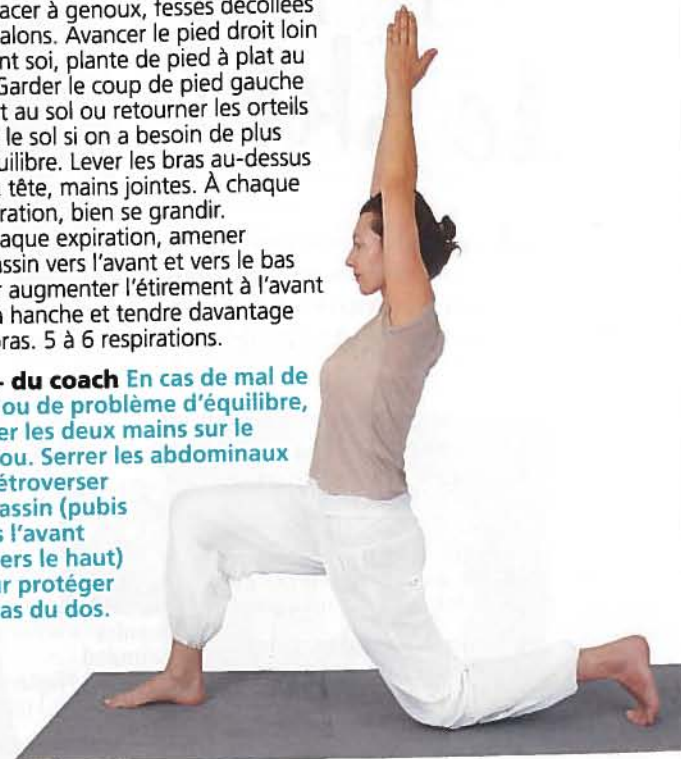 acer à genoux, fesses décollées
alons. Avancer le pied droit loin
nt soi, plante de pied à plat au
Garder le coup de pied gauche
t au sol ou retourner les orteils
le sol si on a besoin de plus
uilibre. Lever les bras au-dessus
tête, mains jointes. À chaque
ration, bien se grandir.
aque expiration, amener
assin vers l'avant et vers le bas
r augmenter l'étirement à l'avant
hanche et tendre davantage
ras. 5 à 6 respirations.
du coach En cas de mal de
ou de problème d'équilibre,
er les deux mains sur le
ou. Serrer les abdominaux
étroverser
assin (pubis
s l'avant
ers le haut)
r protéger
as du dos.